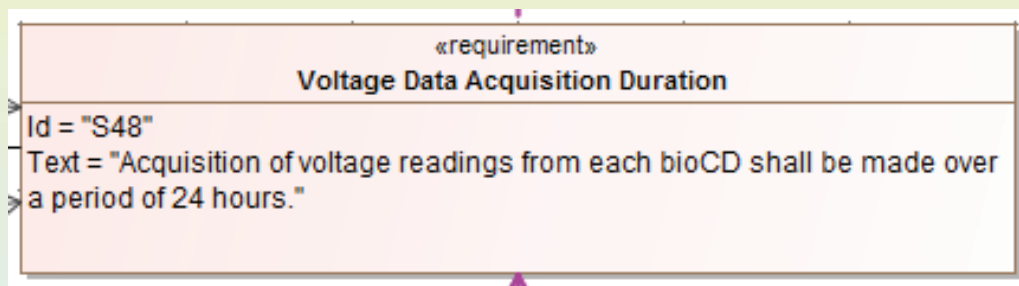 «requirement»
Voltage Data Acquisition Duration
Id = "S48"
Text = "Acquisition of voltage readings from each bioCD shall be made over
a period of 24 hours."